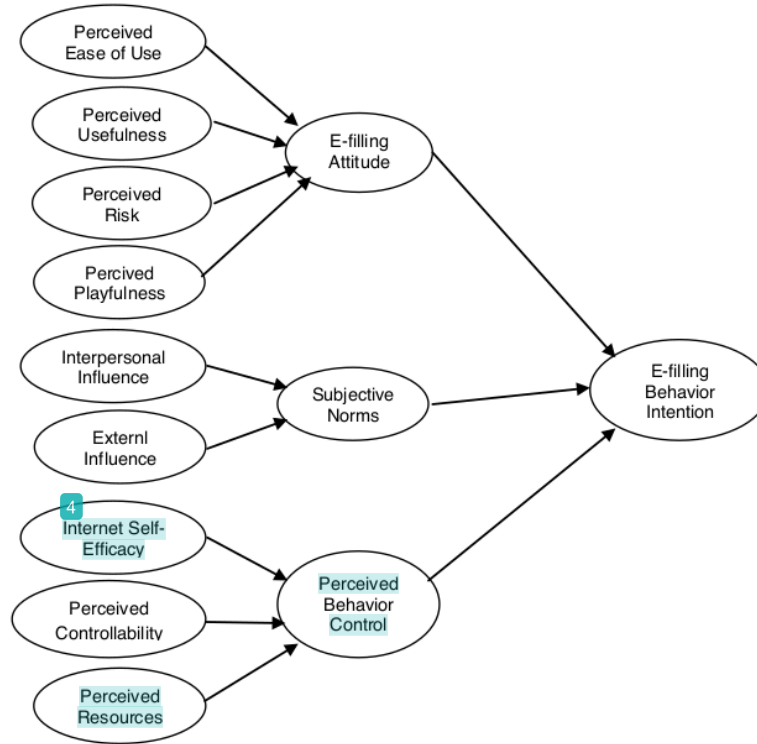 Perceived
Ease of Use
Perceived
Usefulness
Perceived
Risk
Percived
Playfulness
Interpersonal
Influence
Externl
Influence
4
Internet Self-
Efficacy
Perceived
Controllability
Perceived
Resources
E-filling
Attitude
Subjective
Norms
Perceived
Behavior
Control
E-filling
Behavior
Intention